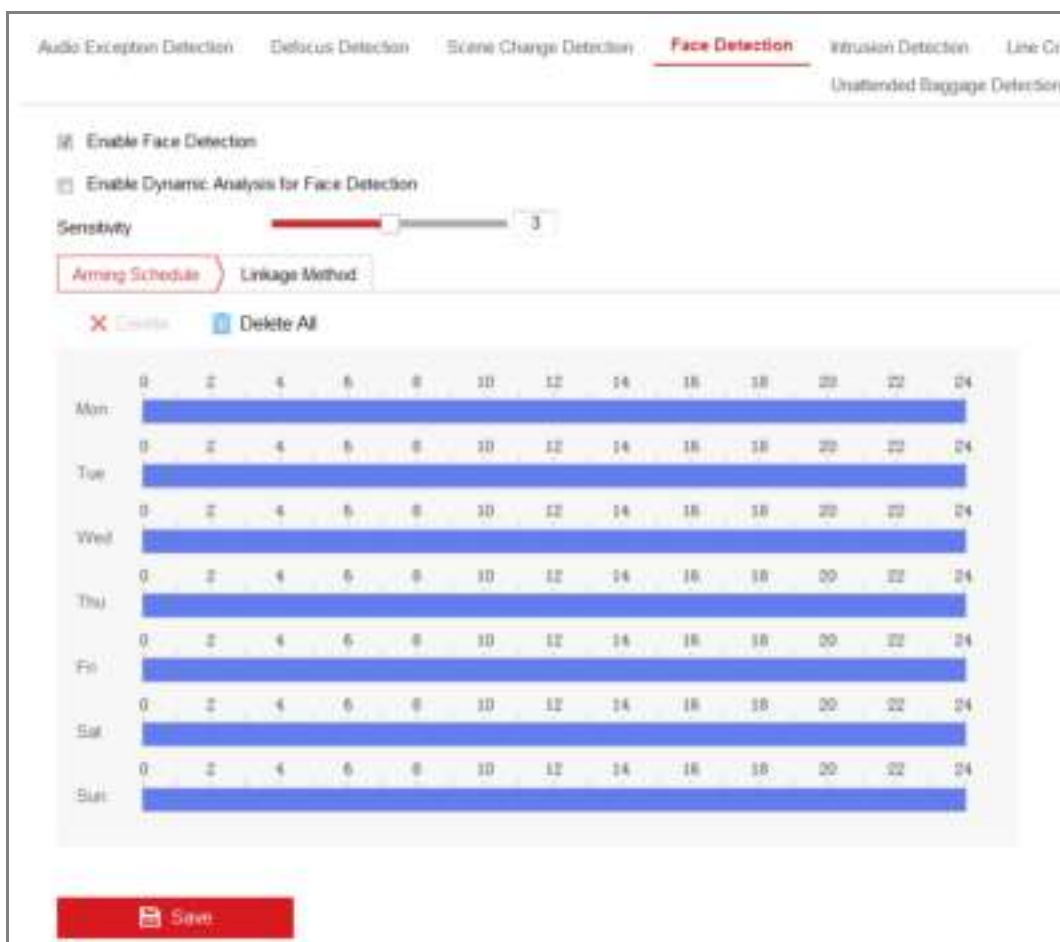 Audio Exception Detection Defocus Detection Scene Change Detection Face Detection Intrusion Detection Line Cr
Unattended Baggage Detection
Enable Face Detection
Enable Dynamic Analysis for Face Detection
Sensitivity 3
Arming Schedule Linkage Method
Delete Delete All
0 2 4 6 8 10 12 14 16 18 20 22 24
Mon
0 2 4 6 8 10 12 14 16 18 20 22 24
Tue
0 2 4 6 8 10 12 14 16 18 20 22 24
Wed
0 2 4 6 8 10 12 14 16 18 20 22 24
Thu
0 2 4 6 8 10 12 14 16 18 20 22 24
Fri
0 2 4 6 8 10 12 14 16 18 20 22 24
Sat
0 2 4 6 8 10 12 14 16 18 20 22 24
Sun
Save